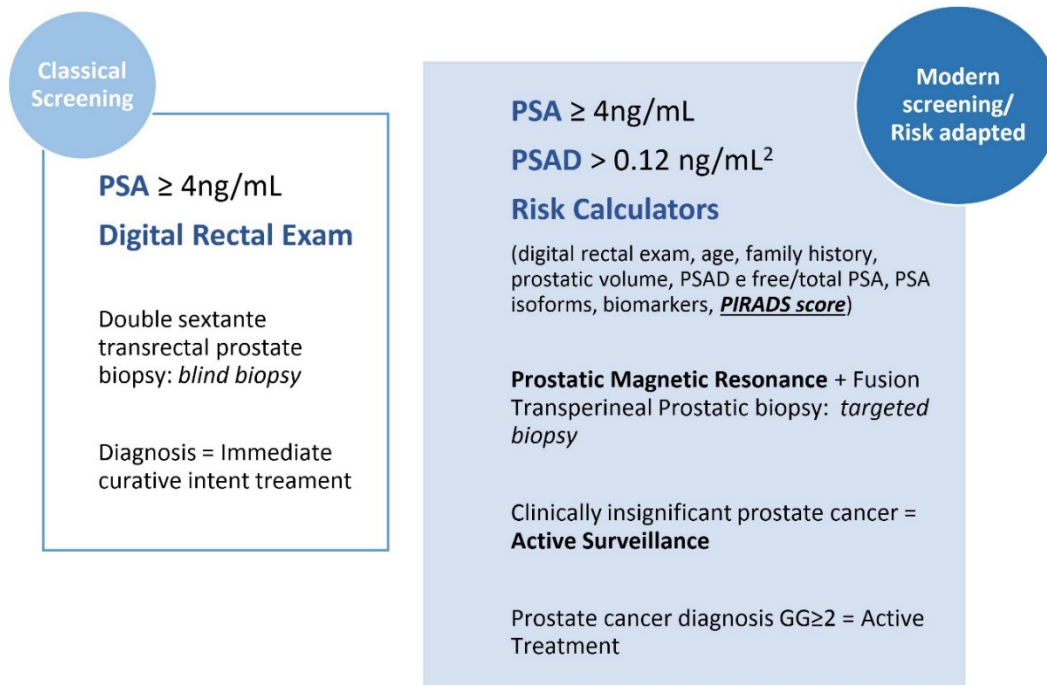 Classical
Screening
PSA ≥ 4ng/mL
Digital Rectal Exam
Double sextante
transrectal prostate
biopsy: blind biopsy
Diagnosis = Immediate
curative intent treament
Modern
screening/
Risk adapted
PSA ≥ 4ng/mL
PSAD > 0.12 ng/mL²
Risk Calculators
(digital rectal exam, age, family history,
prostatic volume, PSAD e free/total PSA, PSA
isoforms, biomarkers, PIRADS score)
Prostatic Magnetic Resonance + Fusion
Transperineal Prostatic biopsy: targeted
biopsy
Clinically insignificant prostate cancer =
Active Surveillance
Prostate cancer diagnosis GG≥2 = Active
Treatment